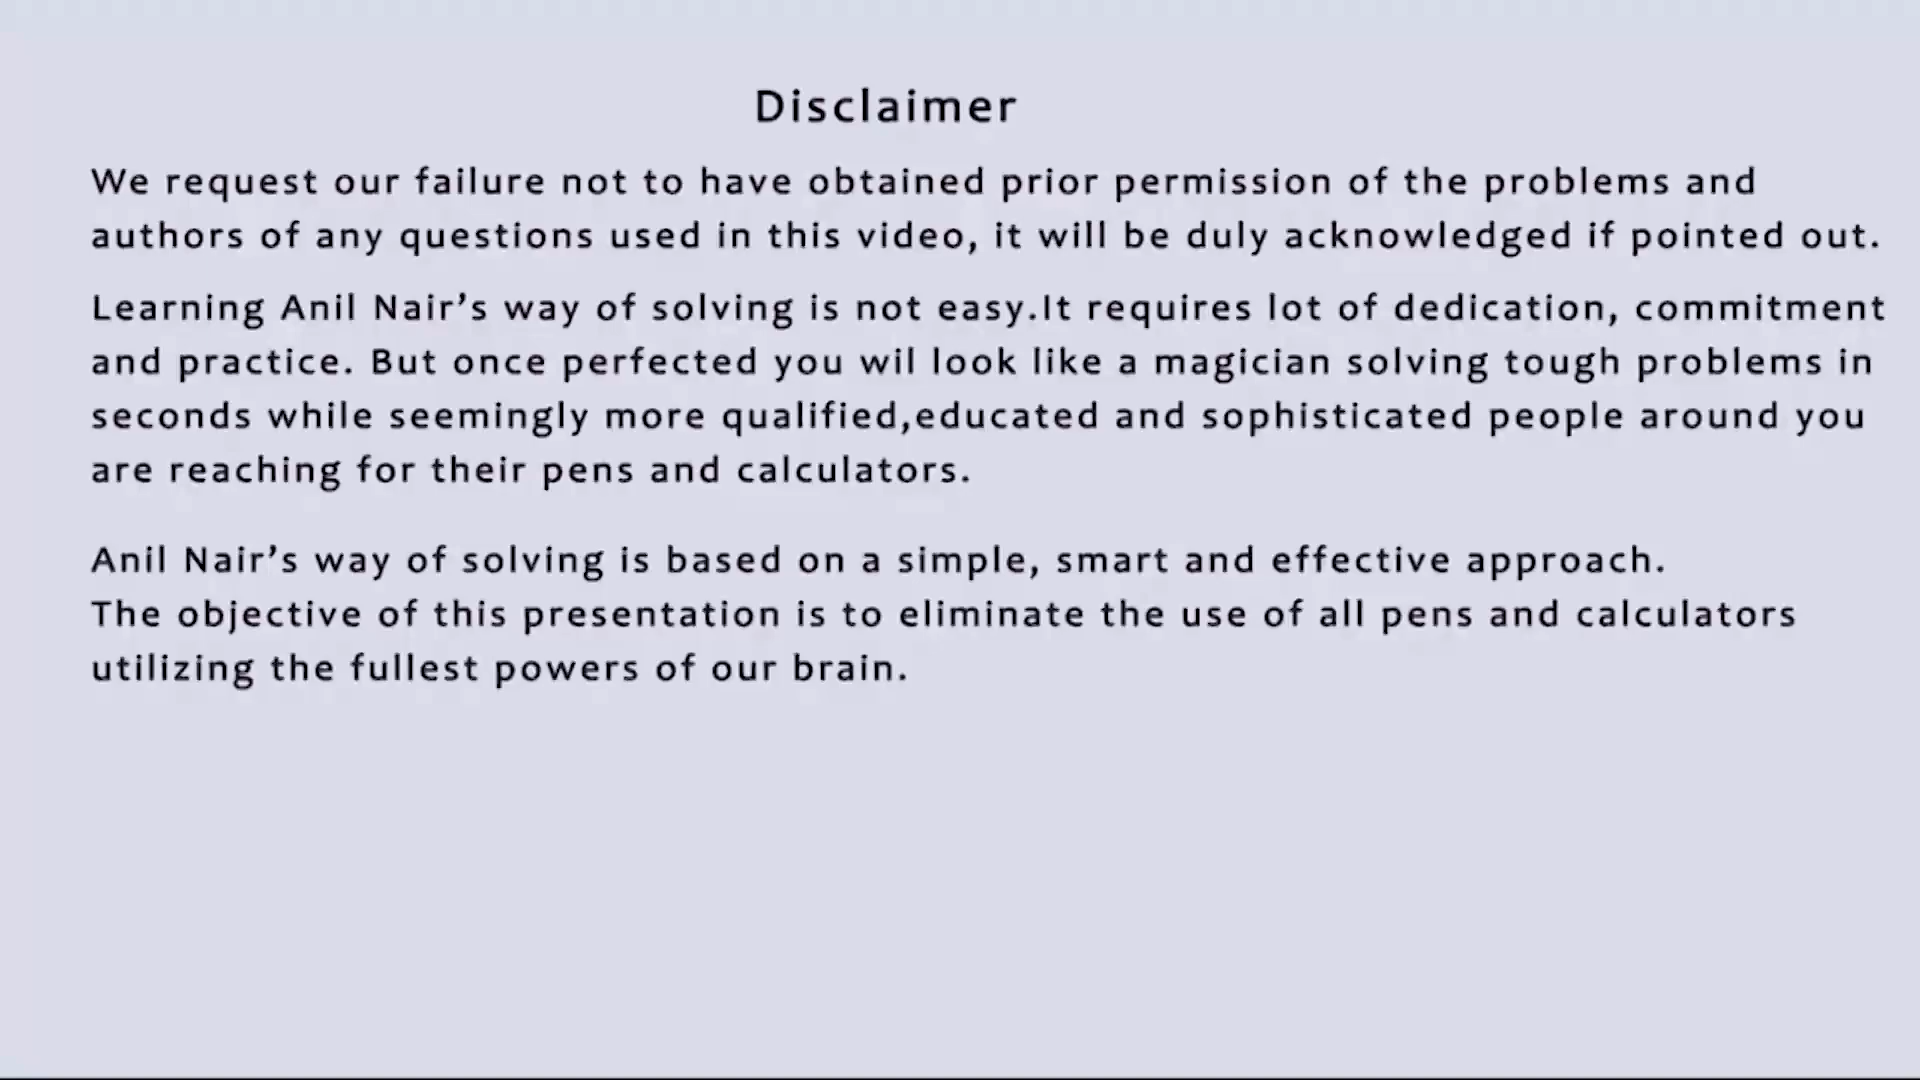 Disclaimer
We request our failure not to have obtained prior permission of the problems and
authors of any questions used in this video, it will be duly acknowledged if pointed out.
Learning Anil Nair’s way of solving is not easy.It requires lot of dedication, commitment
and practice. But once perfected you wil look like a magician solving tough problems in
seconds while seemingly more qualified,educated and sophisticated people around you
are reaching for their pens and calculators.
Anil Nair’s way of solving is based on a simple, smart and effective approach.
The objective of this presentation is to eliminate the use of all pens and calculators
utilizing the fullest powers of our brain.